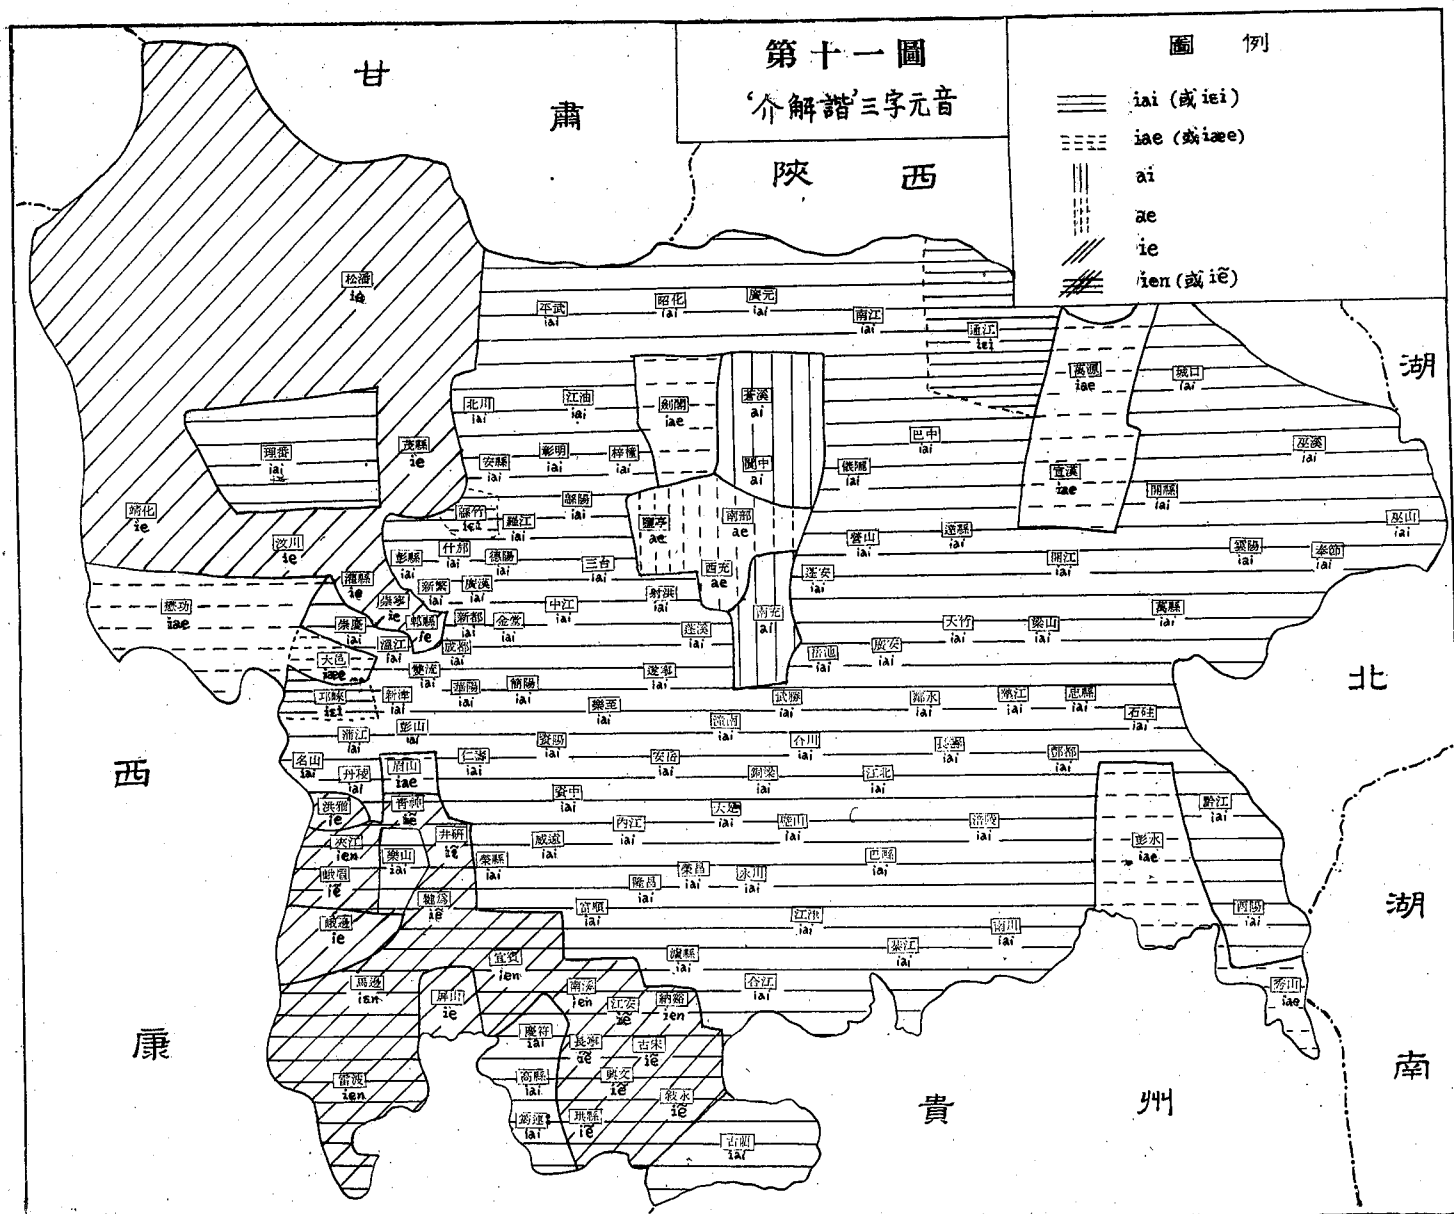 第十一圖
‘介解諧’三字元音
圖例
iai (或iɛi)
iae (或iæe)
ai
ae
ie
ien (或iẽ)
甘肅
陝西
湖北
湖南
貴州
西康
松潘
ie
平武
iai
昭化
iai
廣元
iai
南江
iai
通江
iɛi
萬源
iae
城口
iai
北川
iai
江油
iai
劍閣
iae
蒼溪
ai
理番
iai
茂縣
ie
安縣
iai
彰明
iai
梓橦
iai
閬中
ai
儀隴
iai
巴中
iai
宣漢
iae
巫溪
iai
開縣
iai
靖化
ie
汶川
ie
綿竹
iɛi
羅江
iai
綿陽
iai
鹽亭
ae
南部
ae
營山
iai
達縣
iai
巫山
iai
彭縣
iai
什邡
iai
德陽
iai
三台
iai
西充
ae
蓬安
iai
開江
iai
雲陽
iai
奉節
iai
灌縣
ie
崇寧
ie
新繁
iai
廣漢
iai
射洪
iai
懋功
iae
崇慶
iai
郫縣
ie
新都
iai
金堂
iai
中江
iai
蓬溪
iai
南充
ai
天竹
iai
梁山
iai
萬縣
iai
大邑
iæe
溫江
iai
成都
iai
岳池
iai
廣安
iai
邛崍
iɛi
新津
iai
雙流
iai
華陽
iai
簡陽
iai
遂寧
iai
樂至
iai
武勝
iai
鄰水
iai
墊江
iai
忠縣
iai
石砫
iai
蒲江
iai
彭山
iai
潼南
iai
名山
iai
丹稜
iai
眉山
iae
仁壽
iai
資陽
iai
安岳
iai
合川
iai
長壽
iai
酆都
iai
銅梁
iai
江北
iai
洪雅
ie
青神
資中
iai
大足
iai
黔江
iai
夾江
ien
樂山
iai
井研
iẽ
榮縣
iai
威遠
iai
內江
iai
璧山
iai
涪陵
iai
彭水
iae
峨眉
iẽ
犍為
iẽ
隆昌
iai
榮昌
iai
永川
iai
巴縣
iai
峨邊
ie
富順
iai
江津
iai
南川
iai
酉陽
iai
宜賓
ien
瀘縣
iai
綦江
iai
馬邊
ien
屏山
ie
南溪
ien
江安
iẽ
納谿
ien
合江
iai
秀山
iae
慶符
iai
長寧
古宋
iẽ
雷波
ien
高縣
iai
興文
iẽ
敘永
iẽ
筠連
iai
珙縣
iẽ
古藺
iai